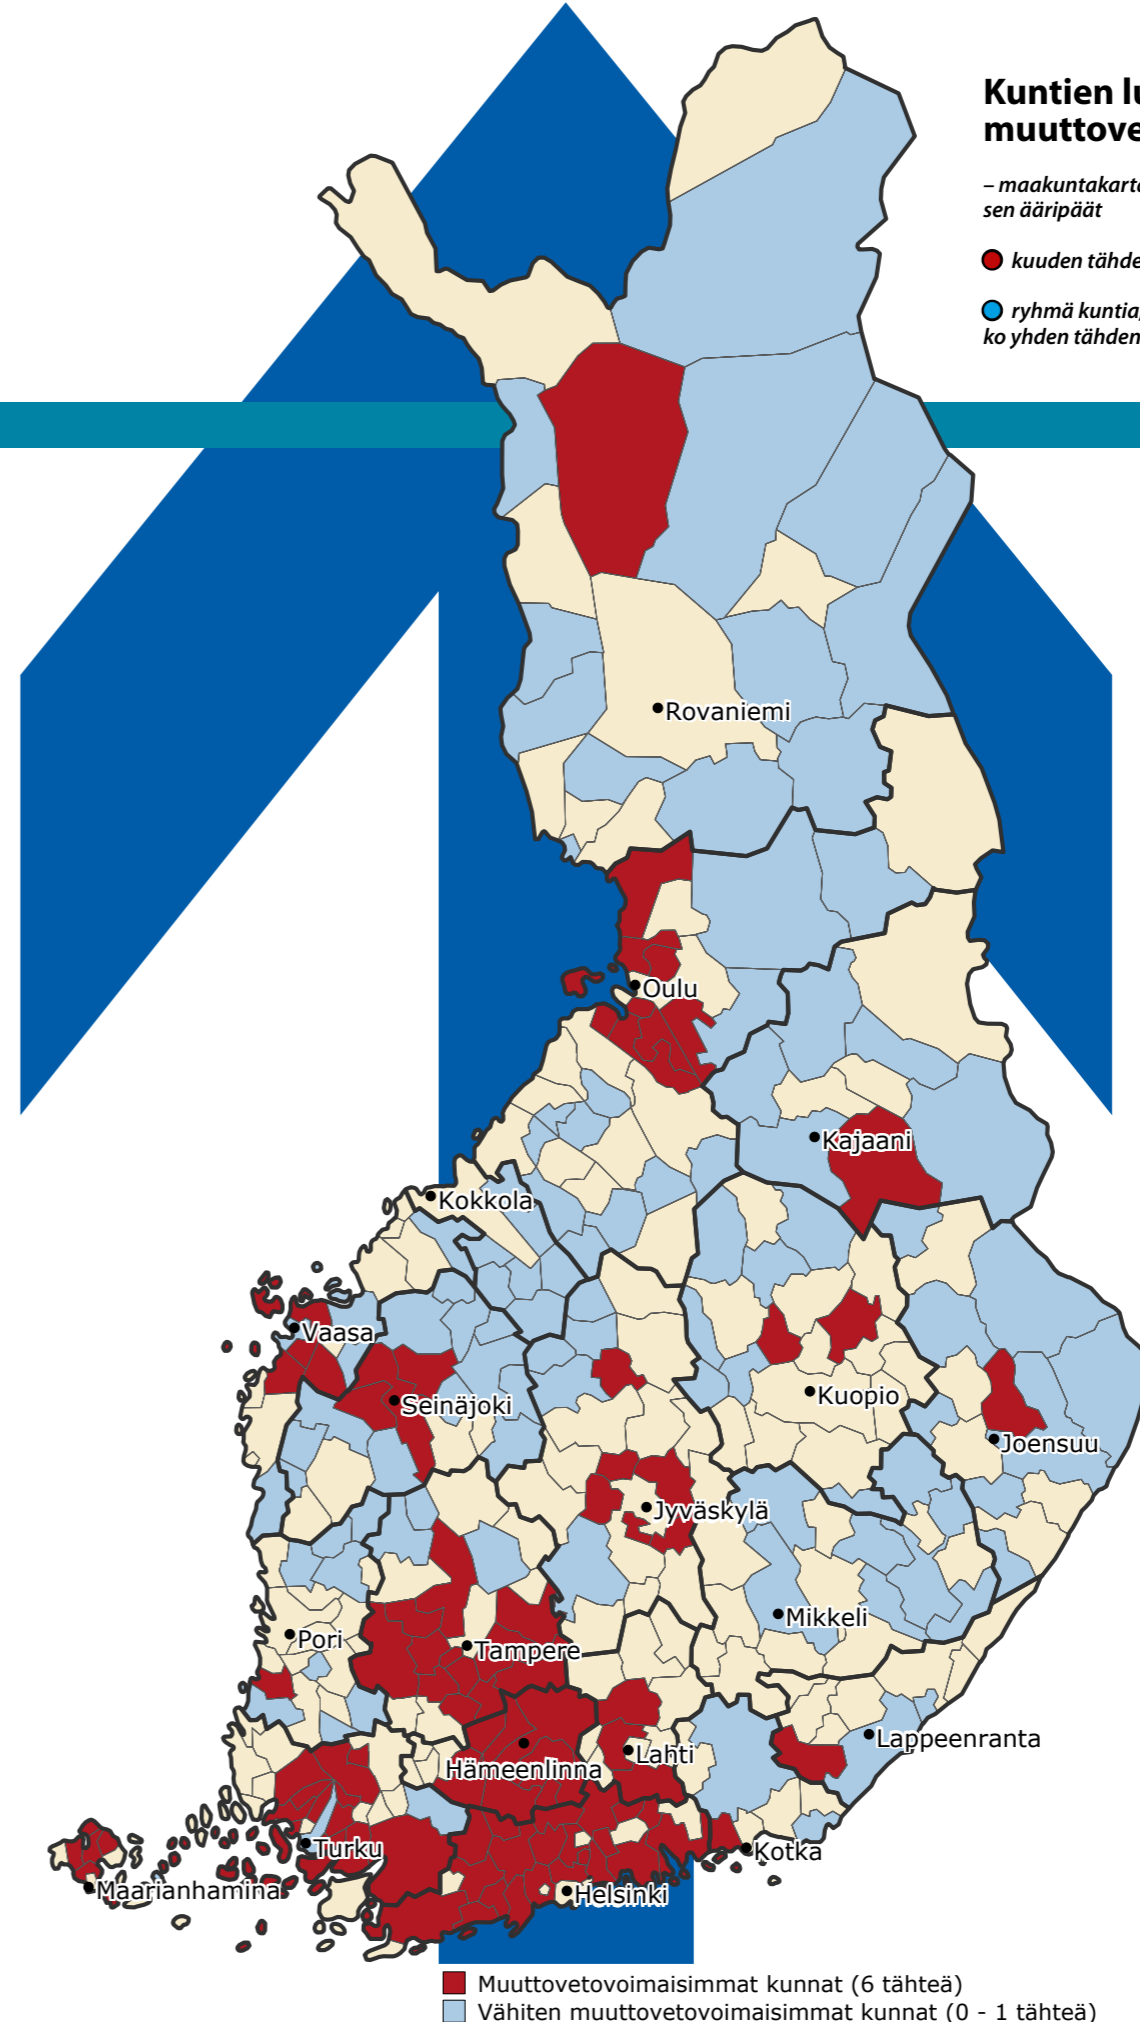 Kuntien
muuttove
– maakuntakarta
sen ääripäät
kuuden tähde
ryhmä kuntia,
ko yhden tähden
Rovaniemi
Oulu
Kajaani
Kokkola
Vaasa
Kuopio
Seinäjoki
Joensuu
Jyväskylä
Mikkeli
Pori
Tampere
Lappeenranta
Lahti
Hämeenlinna
Turku
Kotka
Maarianhamina
Helsinki
Muuttovetovoimaisimmat kunnat (6 tähteä)
Vähiten muuttovetovoimaisimmat kunnat (0 - 1 tähteä)